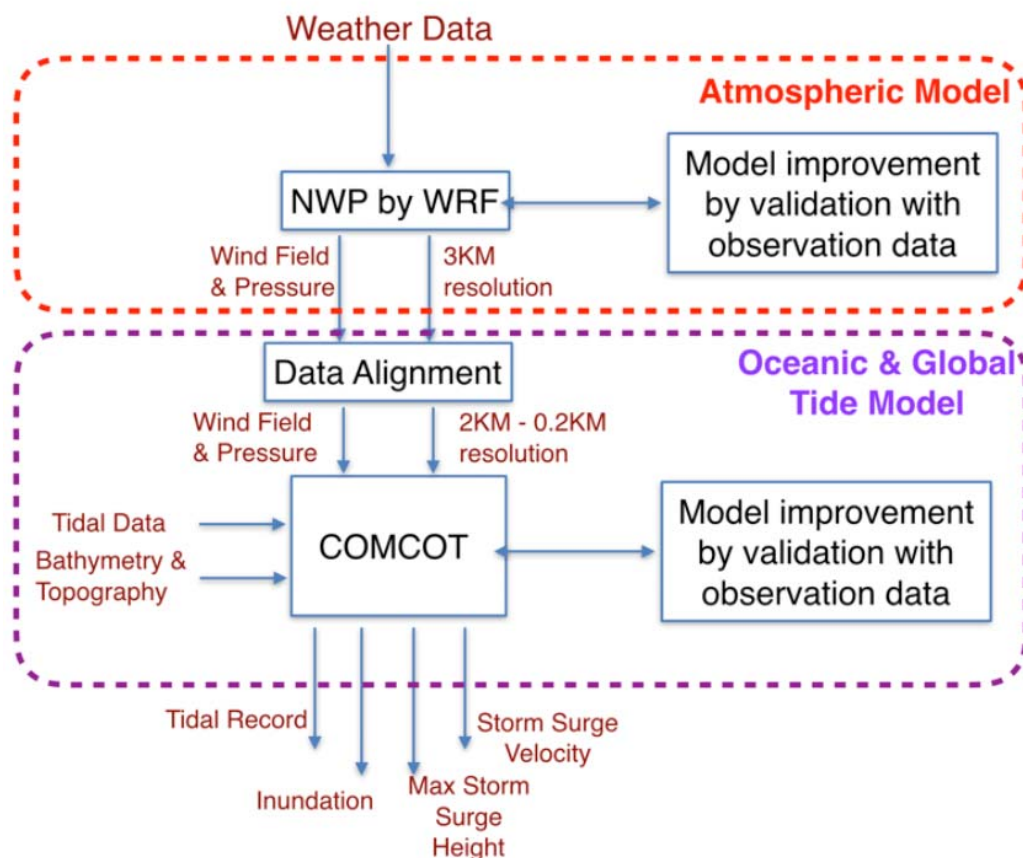 Weather Data
Atmospheric Model
NWP by WRF
Model improvement
by validation with
observation data
Wind Field
& Pressure
3KM
resolution
Oceanic & Global
Tide Model
Data Alignment
Wind Field
& Pressure
2KM - 0.2KM
resolution
Tidal Data
Bathymetry &
Topography
COMCOT
Model improvement
by validation with
observation data
Tidal Record
Inundation
Max Storm
Surge
Height
Storm Surge
Velocity